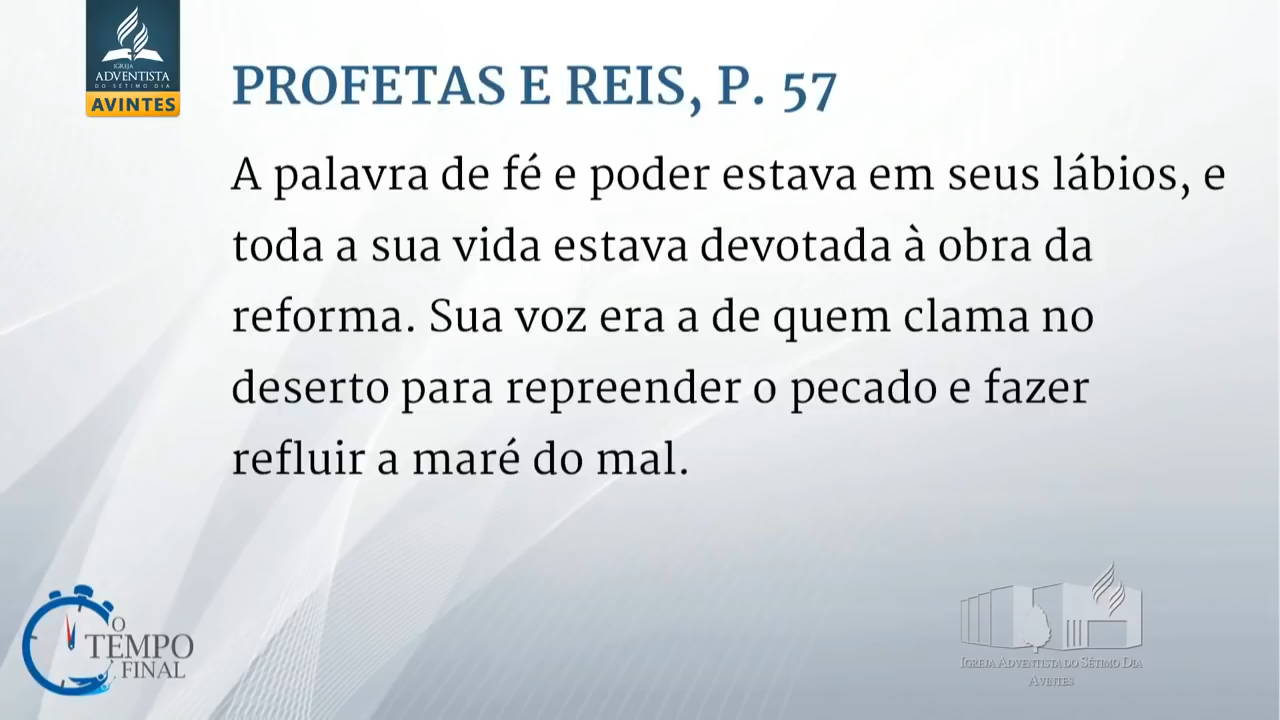 IGREJA
ADVENTISTA
DO SÉTIMO DIA
AVINTES
PROFETAS E REIS, P. 57
A palavra de fé e poder estava em seus lábios, e
toda a sua vida estava devotada à obra da
reforma. Sua voz era a de quem clama no
deserto para repreender o pecado e fazer
refluir a maré do mal.
O
TEMPO
FINAL
IGREJA ADVENTISTA DO SÉTIMO DIA
AVINTES